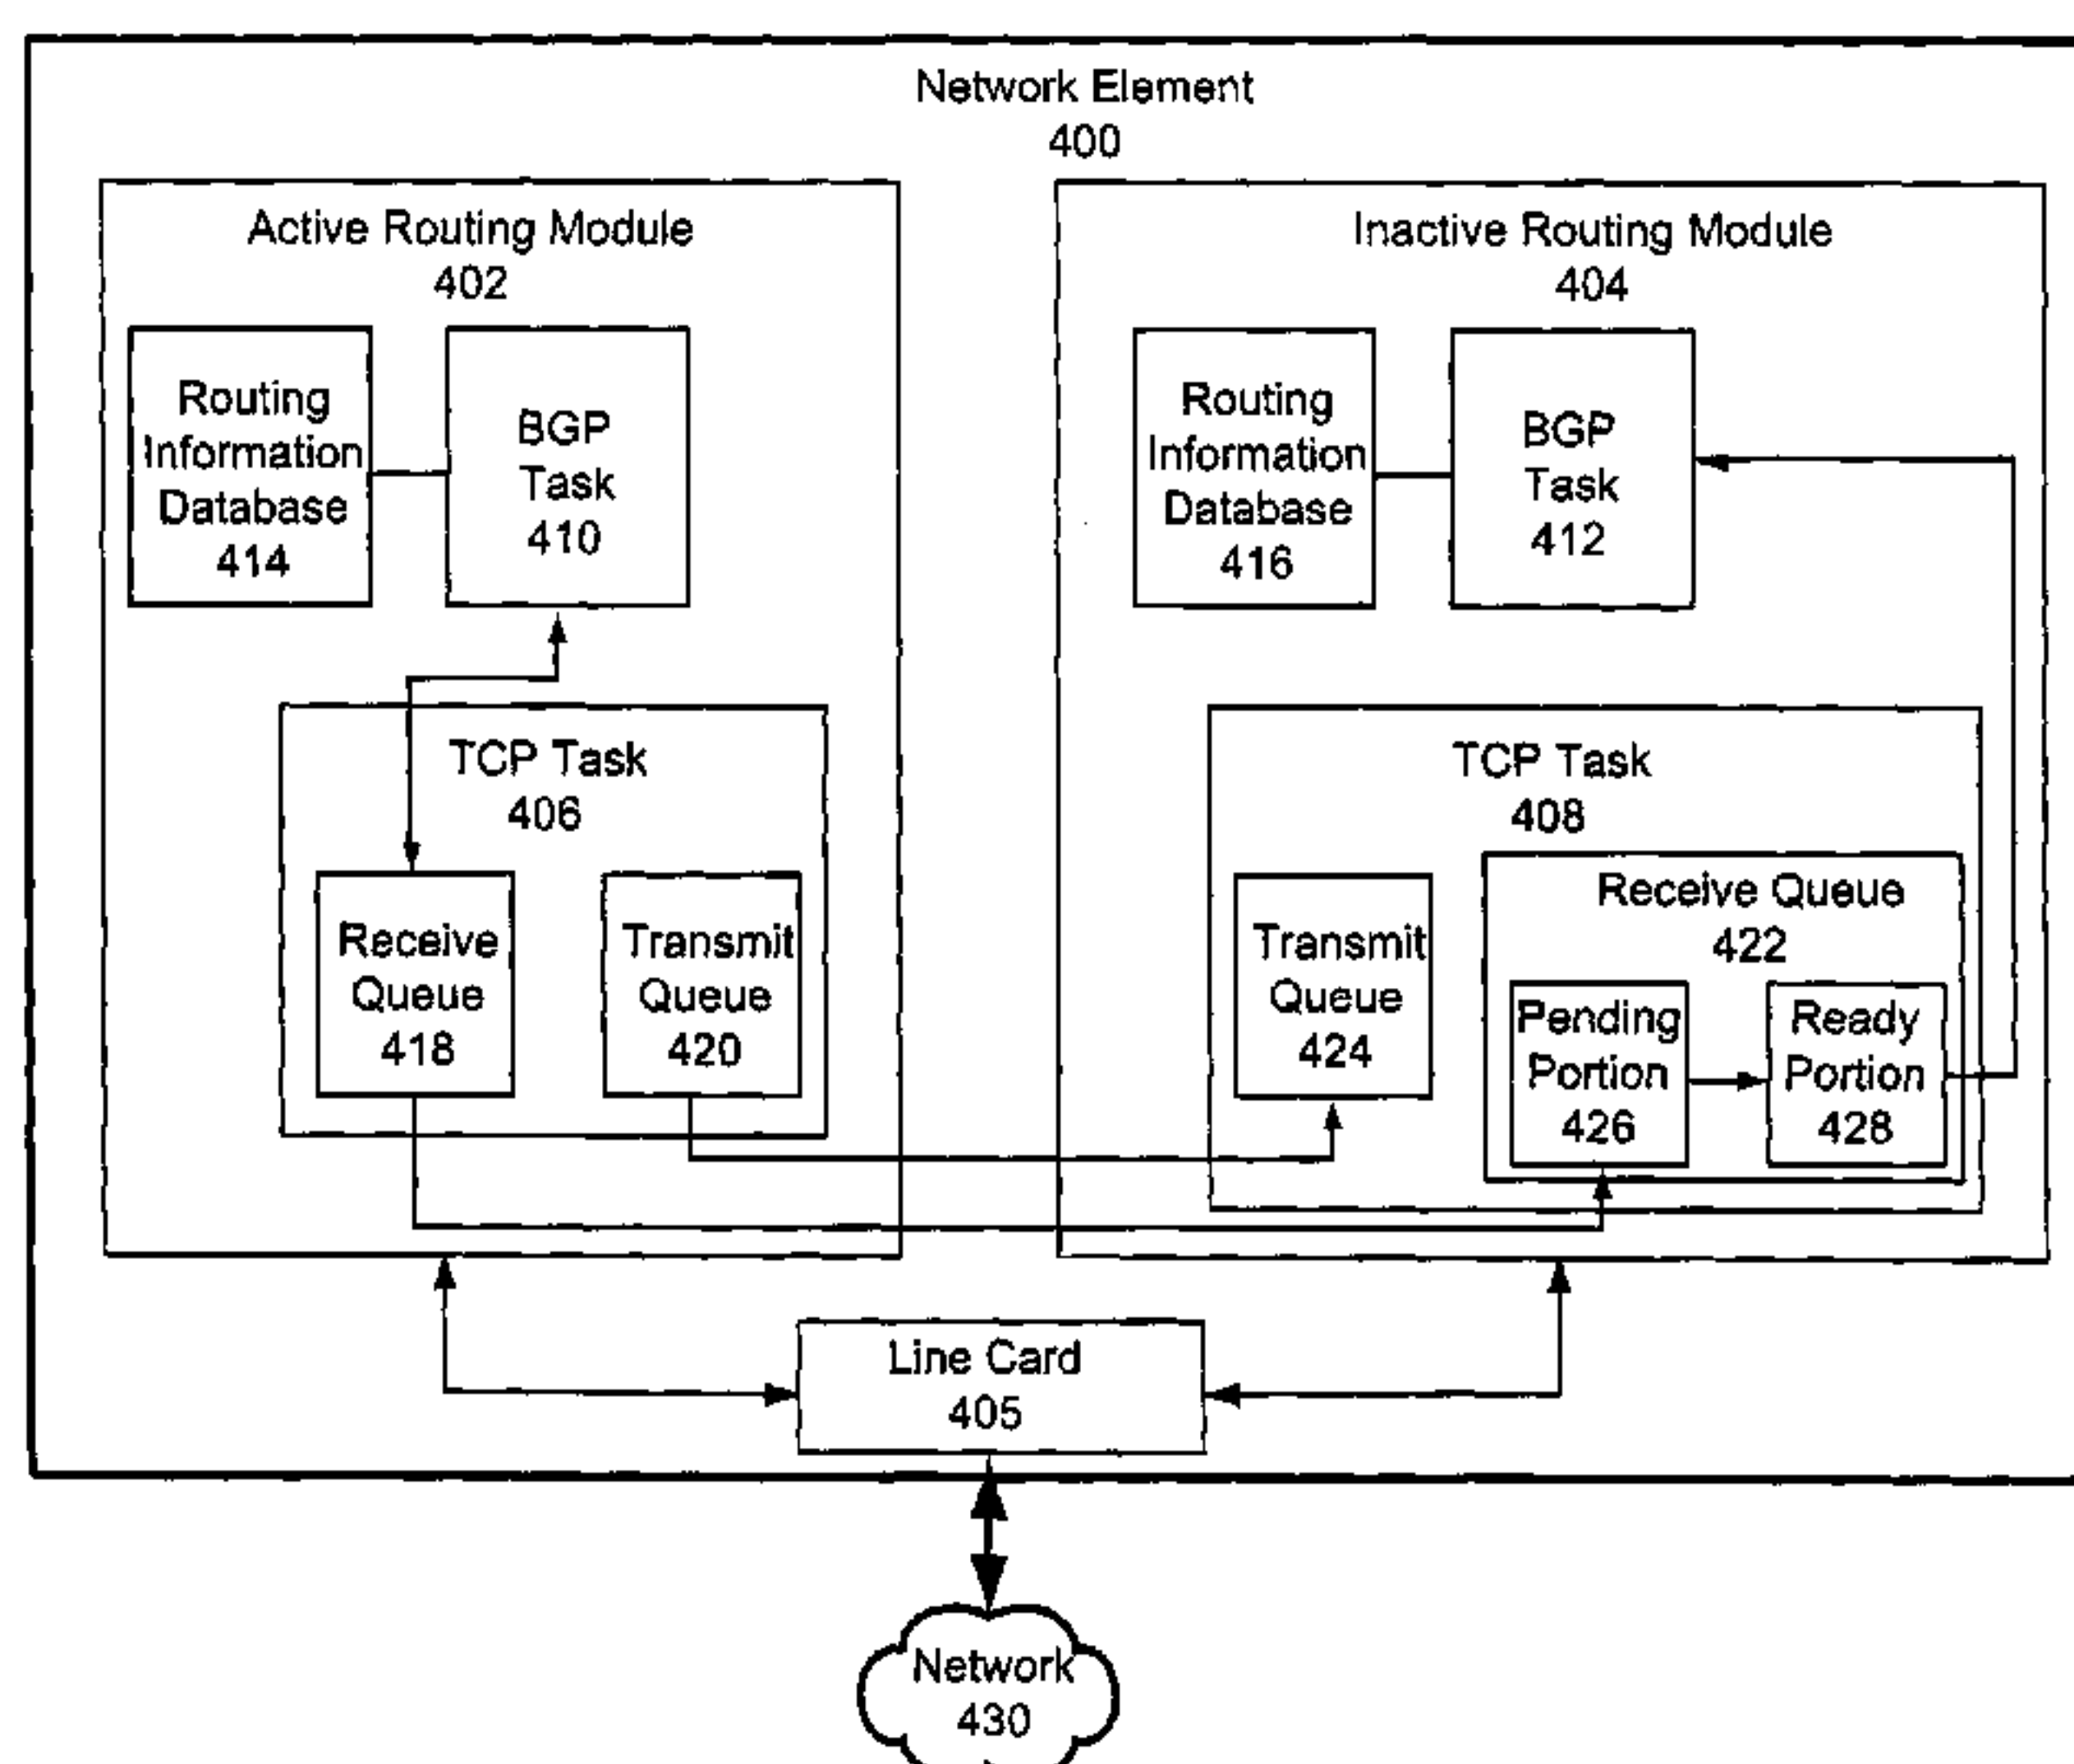 Network Element
400
Active Routing Module
402
Routing
Information
Database
414
BGP
Task
410
TCP Task
406
Receive
Queue
418
Transmit
Queue
420
Inactive Routing Module
404
Routing
Information
Database
416
BGP
Task
412
TCP Task
408
Transmit
Queue
424
Receive Queue
422
Pending
Portion
426
Ready
Portion
428
Line Card
405
Network
430